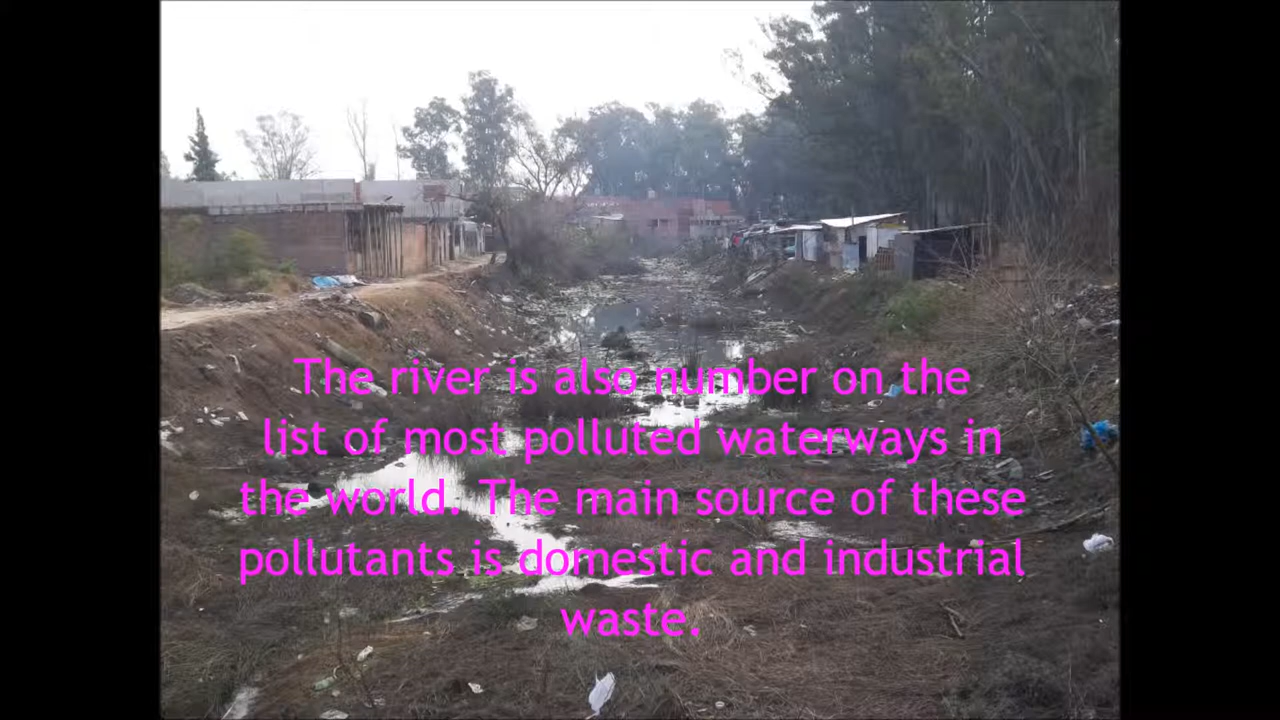 The river is also number on the
list of most polluted waterways in
the world. The main source of these
pollutants is domestic and industrial
waste.